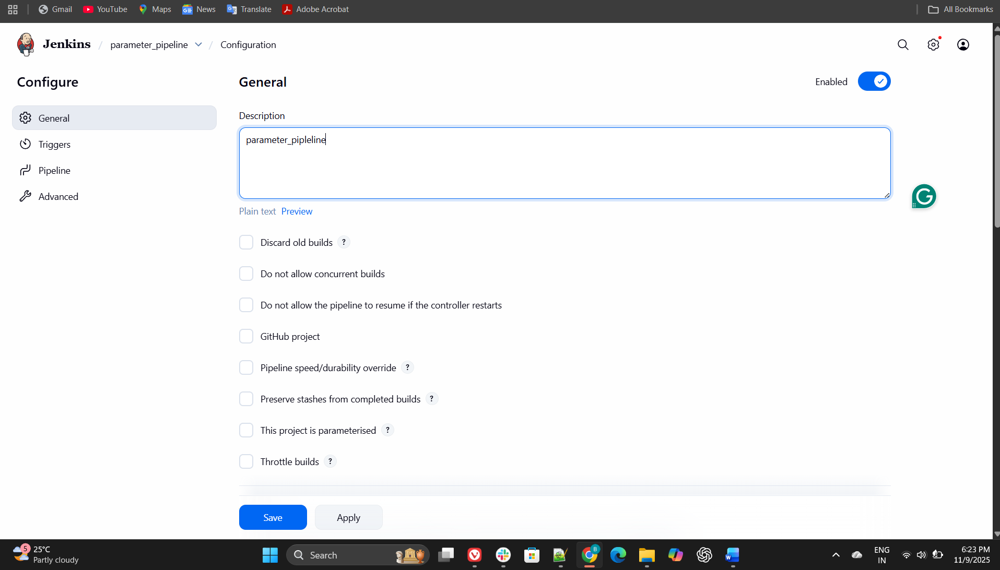 Gmail YouTube Maps News Translate Adobe Acrobat All Bookmarks
Jenkins / parameter_pipeline / Configuration
Configure
General
Triggers
Pipeline
Advanced
General
Enabled
Description
parameter_pipleline
Plain text Preview
Discard old builds ?
Do not allow concurrent builds
Do not allow the pipeline to resume if the controller restarts
GitHub project
Pipeline speed/durability override ?
Preserve stashes from completed builds ?
This project is parameterised ?
Throttle builds ?
Save Apply
5
25°C
Partly cloudy
Search
B
ENG
IN
6:23 PM
11/9/2025